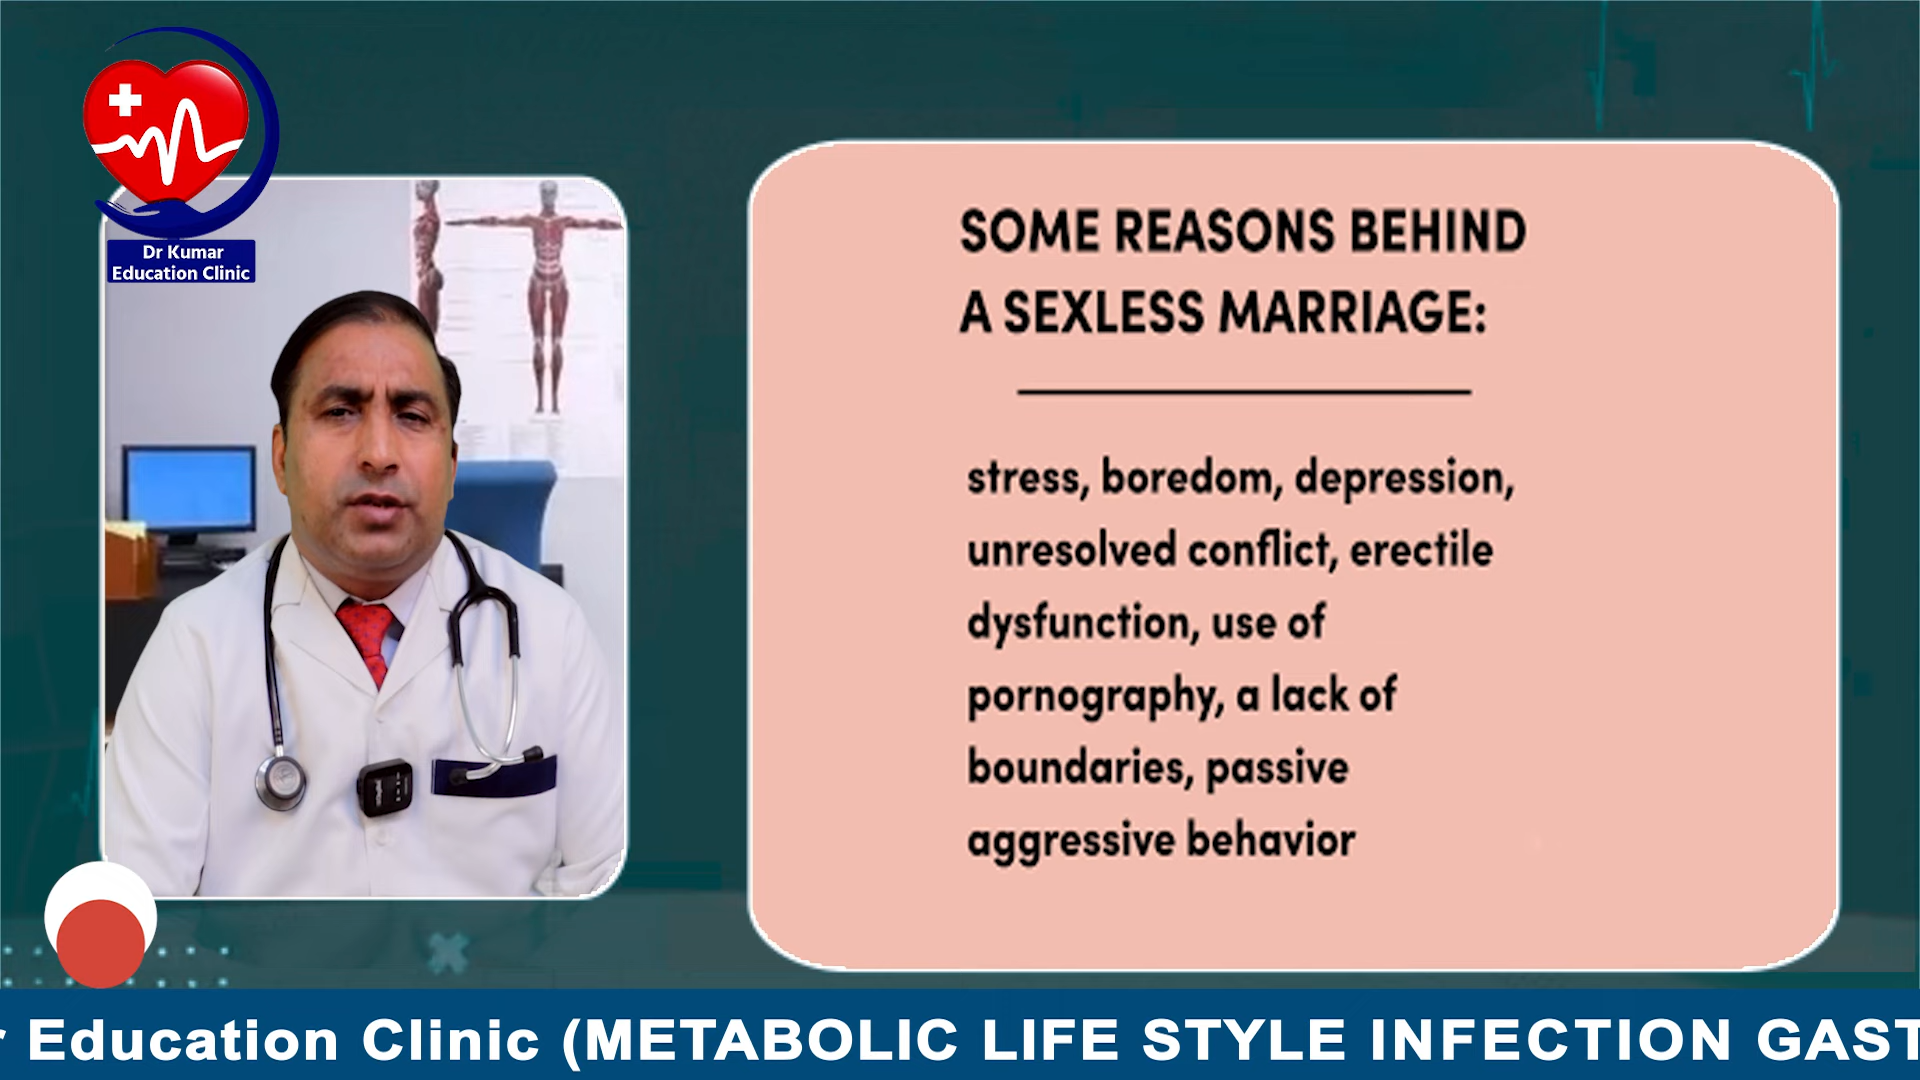 Dr Kumar
Education Clinic
SOME REASONS BEHIND
A SEXLESS MARRIAGE:
stress, boredom, depression,
unresolved conflict, erectile
dysfunction, use of
pornography, a lack of
boundaries, passive
aggressive behavior
Education Clinic (METABOLIC LIFE STYLE INFECTION